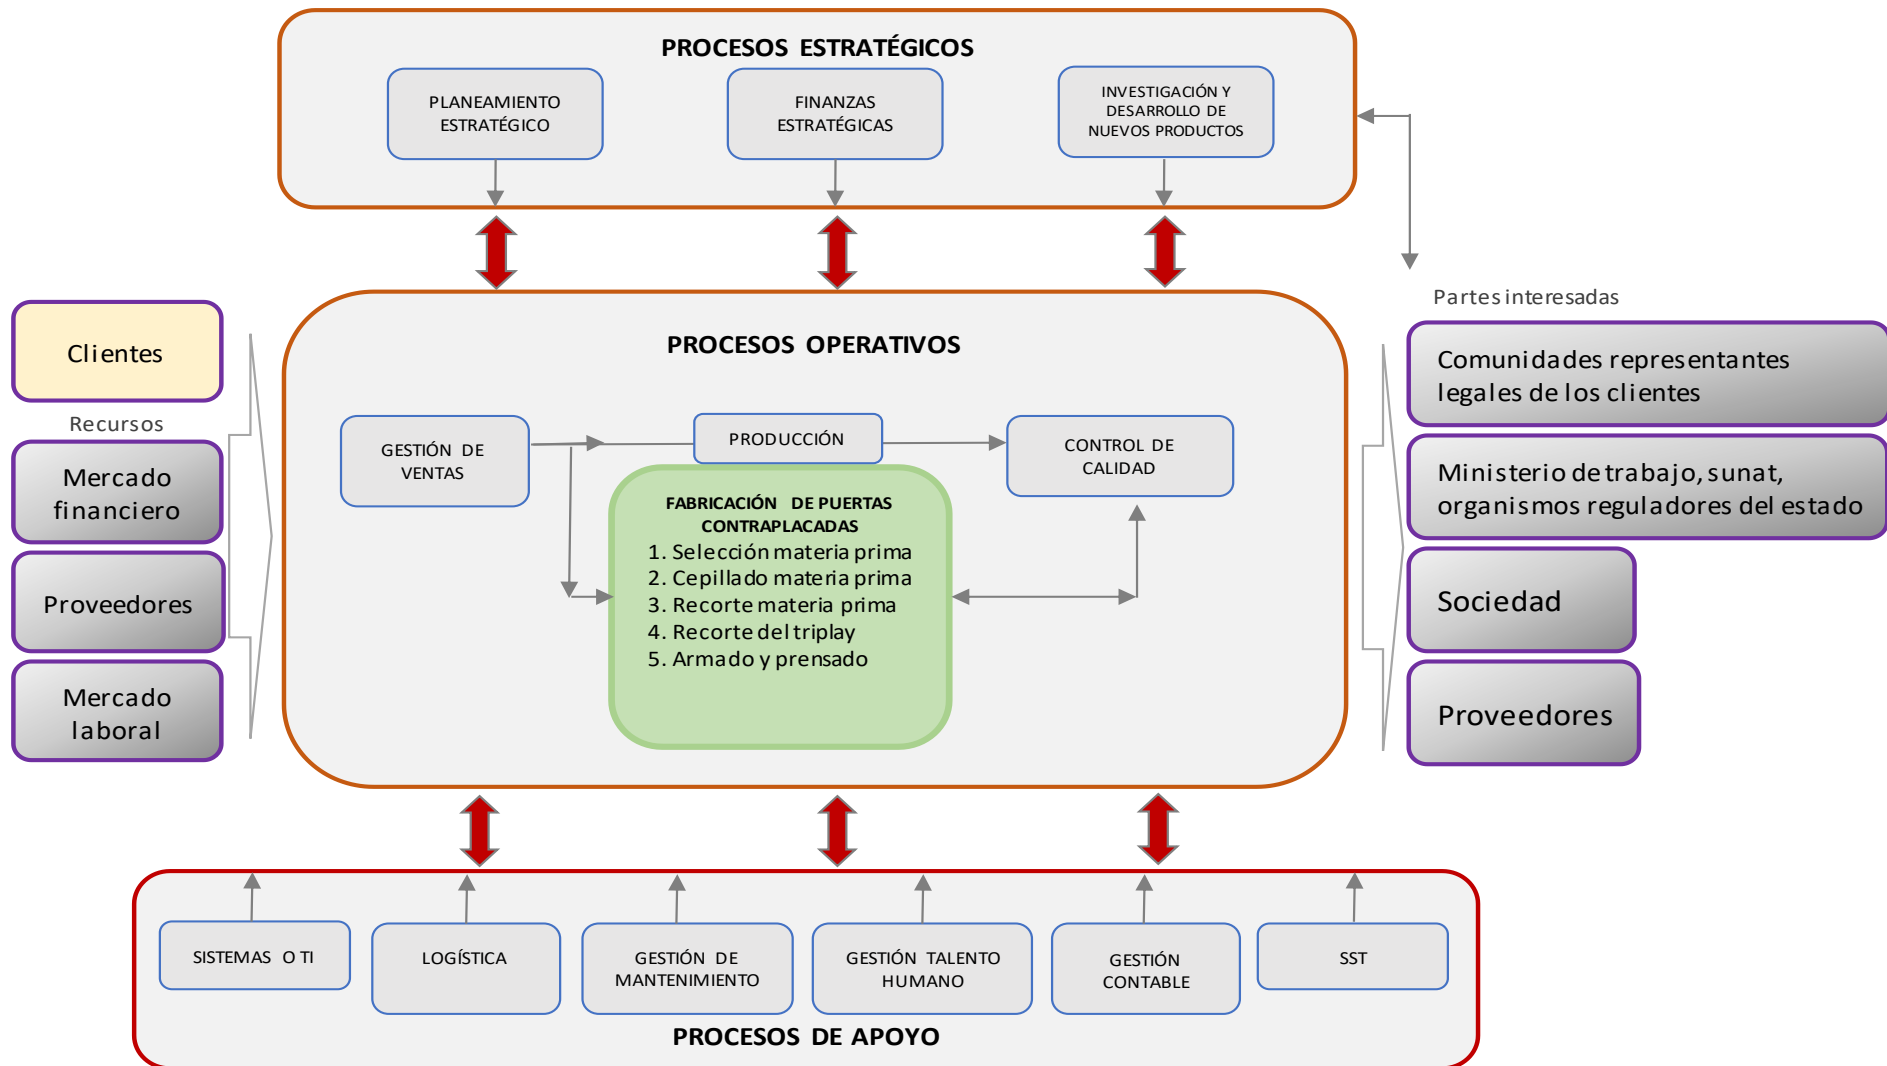 PROCESOS ESTRATÉGICOS
PLANEAMIENTO
ESTRATÉGICO
FINANZAS
ESTRATÉGICAS
INVESTIGACIÓN Y
DESARROLLO DE
NUEVOS PRODUCTOS
Clientes
Recursos
Mercado
financiero
Proveedores
Mercado
laboral
PROCESOS OPERATIVOS
GESTIÓN DE
VENTAS
PRODUCCIÓN
CONTROL DE
CALIDAD
FABRICACIÓN DE PUERTAS
CONTRAPLACADAS
1. Selección materia prima
2. Cepillado materia prima
3. Recorte materia prima
4. Recorte del triplay
5. Armado y prensado
Partes interesadas
Comunidades representantes
legales de los clientes
Ministerio de trabajo, sunat,
organismos reguladores del estado
Sociedad
Proveedores
SISTEMAS O TI
LOGÍSTICA
GESTIÓN DE
MANTENIMIENTO
GESTIÓN TALENTO
HUMANO
GESTIÓN
CONTABLE
SST
PROCESOS DE APOYO